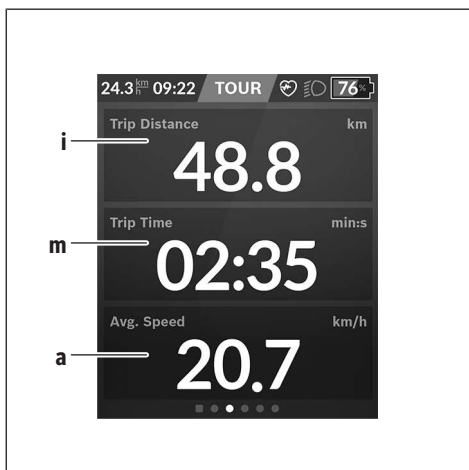 24.3 km/h 09:22 TOUR 76%
Trip Distance km
i
48.8
Trip Time min:s
m
02:35
Avg. Speed km/h
a
20.7